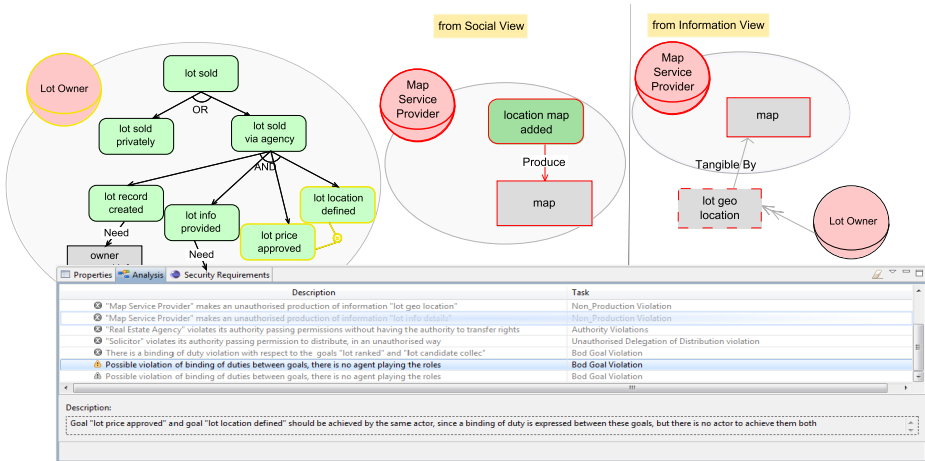 from Social View
from Information View
Lot Owner
lot sold
OR
lot sold
privately
lot sold
via agency
AND
lot record
created
lot info
provided
lot price
approved
lot location
defined
Need
Need
owner
Map
Service
Provider
location map
added
Produce
map
Map
Service
Provider
map
Tangible By
lot geo
location
Lot Owner
Properties Analysis Security Requirements
Description Task
"Map Service Provider" makes an unauthorised production of information "lot geo location" Non_Production Violation
"Map Service Provider" makes an unauthorised production of information "lot info details" Non_Production Violation
"Real Estate Agency" violates its authority passing permissions without having the authority to transfer rights Authority Violations
"Solicitor" violates its authority passing permission to distribute, in an unauthorised way Unauthorised Delegation of Distribution violation
There is a binding of duty violation with respect to the goals "lot ranked" and "lot candidate collec" Bod Goal Violation
Possible violation of binding of duties between goals, there is no agent playing the roles Bod Goal Violation
Possible violation of binding of duties between goals, there is no agent playing the roles Bod Goal Violation
Description:
Goal "lot price approved" and goal "lot location defined" should be achieved by the same actor, since a binding of duty is expressed between these goals, but there is no actor to achieve them both